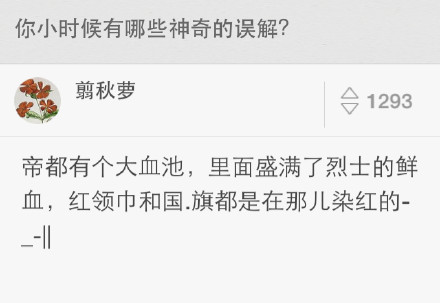 你小时候有哪些神奇的误解？
翦秋萝
1293
帝都有个大血池，里面盛满了烈士的鲜
血，红领巾和国.旗都是在那儿染红的-
_-||